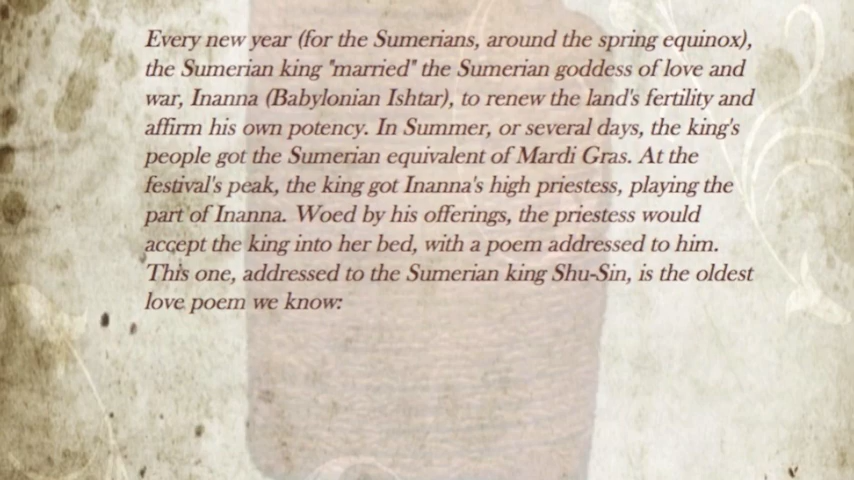 Every new year (for the Sumerians, around the spring equinox),
the Sumerian king "married" the Sumerian goddess of love and
war, Inanna (Babylonian Ishtar), to renew the land's fertility and
affirm his own potency. In Summer, or several days, the king's
people got the Sumerian equivalent of Mardi Gras. At the
festival's peak, the king got Inanna's high priestess, playing the
part of Inanna. Woed by his offerings, the priestess would
accept the king into her bed, with a poem addressed to him.
This one, addressed to the Sumerian king Shu-Sin, is the oldest
love poem we know: